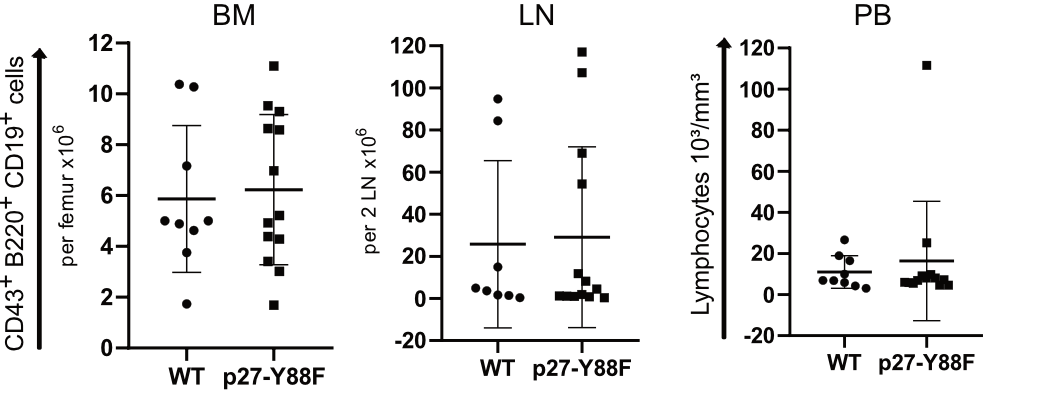 BM
CD43⁺ B220⁺ CD19⁺ cells
per femur x10⁶
12
10
8
6
4
2
0
WT p27-Y88F
LN
per 2 LN x10⁶
120
100
80
60
40
20
0
-20
WT p27-Y88F
PB
Lymphocytes 10³/mm³
120
100
80
60
40
20
0
-20
WT p27-Y88F